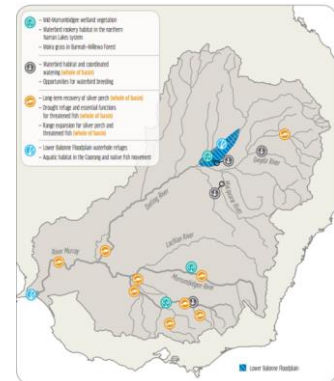 – Mid-Murrumbidgee wetland vegetation
– Waterbird rookery habitat in the northern
Narran Lakes system
– Moira grass in Barmah-Millewa Forest
– Waterbird habitat and coordinated
watering (whole of basin)
– Opportunities for waterbird breeding
– Long-term recovery of silver perch (whole of basin)
– Drought refuge and essential functions
for threatened fish (whole of basin)
– Range expansion for silver perch and
threatened fish (whole of basin)
– Lower Balonne Floodplain waterhole refuges
– Aquatic habitat in the Coorong and native fish movement
Gwydir River
Macquarie River
Darling River
Lachlan River
River Murray
Murrumbidgee River
Lower Balonne Floodplain